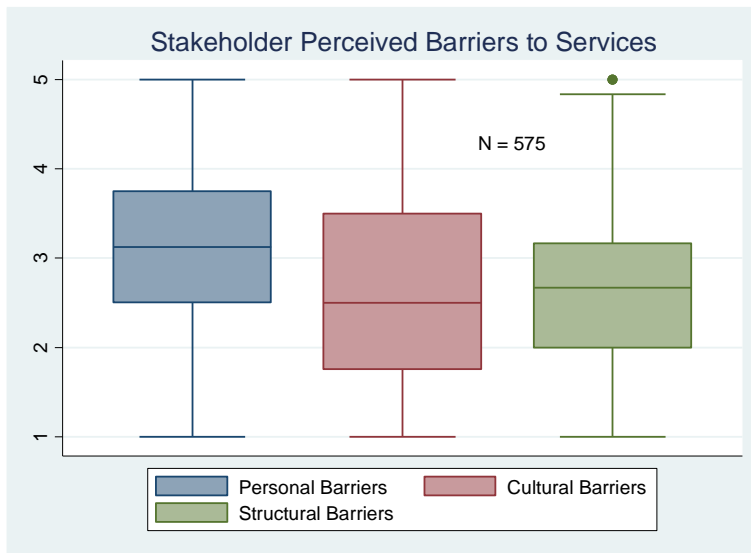 Stakeholder Perceived Barriers to Services
5
N = 575
4
3
2
1
Personal Barriers Cultural Barriers
Structural Barriers